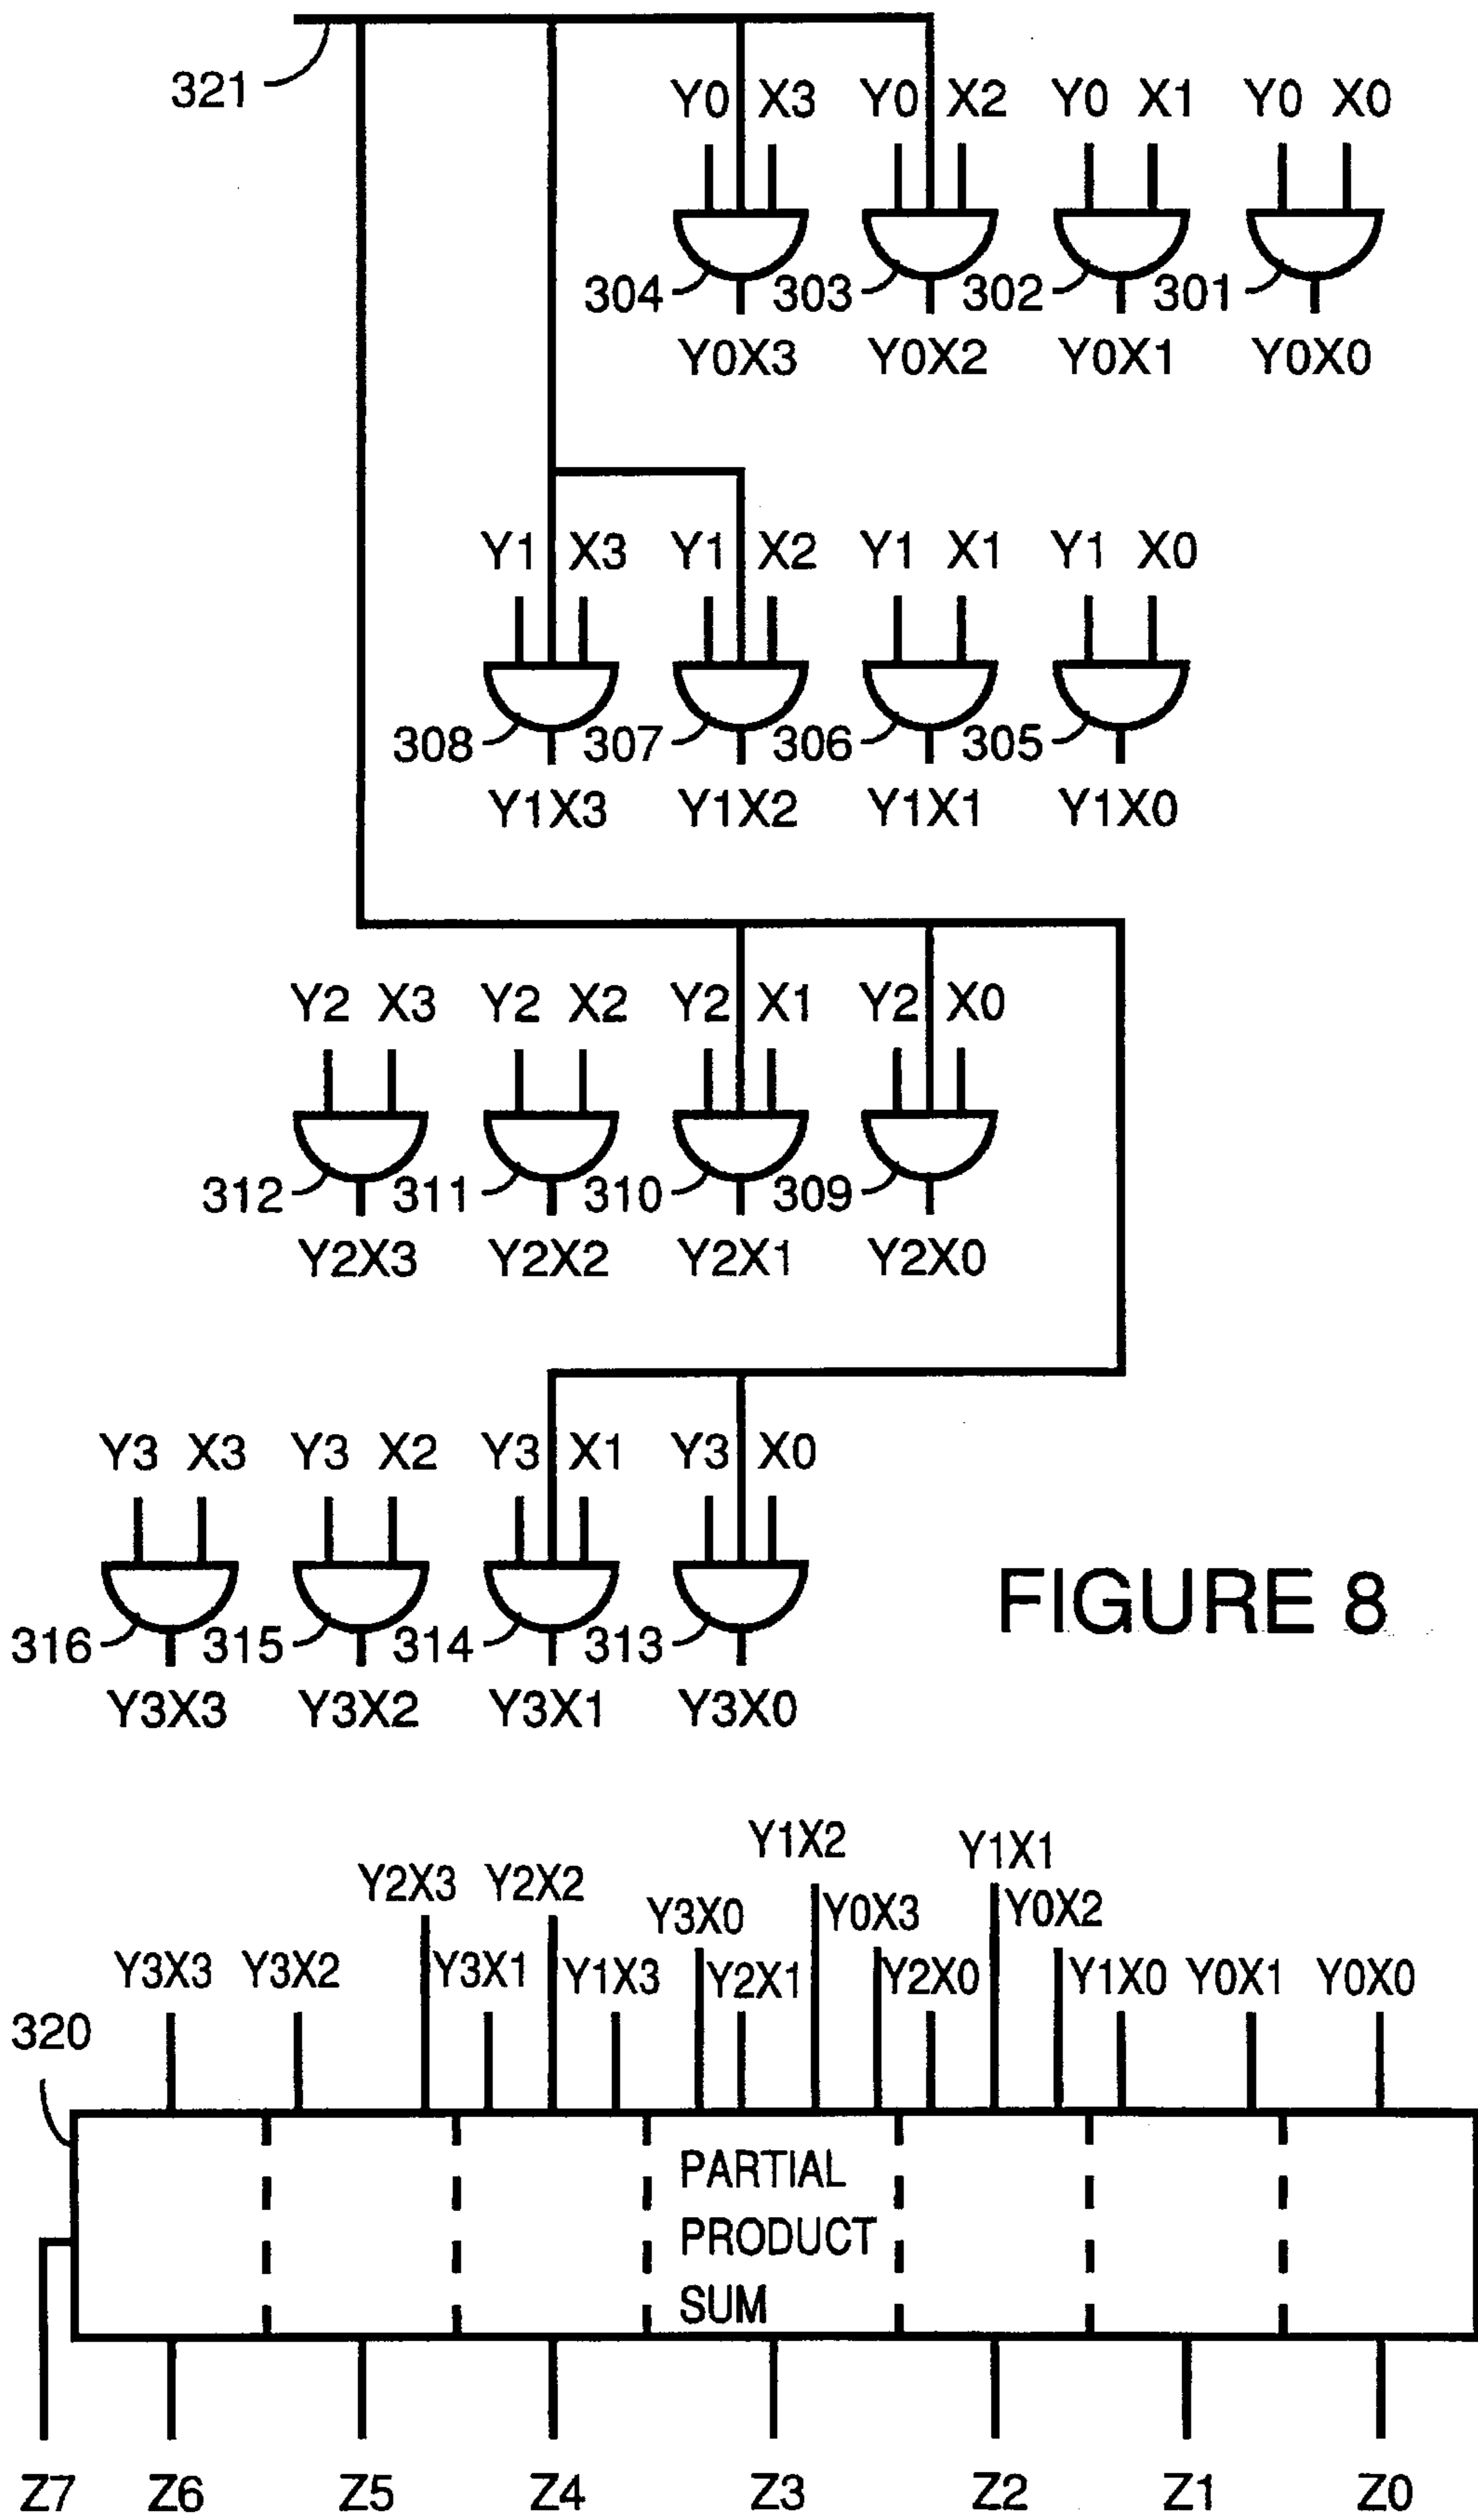 321
Y0 X3 Y0 X2 Y0 X1 Y0 X0
304 303 302 301
Y0X3 Y0X2 Y0X1 Y0X0
Y1 X3 Y1 X2 Y1 X1 Y1 X0
308 307 306 305
Y1X3 Y1X2 Y1X1 Y1X0
Y2 X3 Y2 X2 Y2 X1 Y2 X0
312 311 310 309
Y2X3 Y2X2 Y2X1 Y2X0
Y3 X3 Y3 X2 Y3 X1 Y3 X0
316 315 314 313
Y3X3 Y3X2 Y3X1 Y3X0
FIGURE 8
Y1X2 Y1X1
Y2X3 Y2X2 Y3X0 Y0X3 Y0X2
Y3X3 Y3X2 Y3X1 Y1X3 Y2X1 Y2X0 Y1X0 Y0X1 Y0X0
320
PARTIAL
PRODUCT
SUM
Z7 Z6 Z5 Z4 Z3 Z2 Z1 Z0